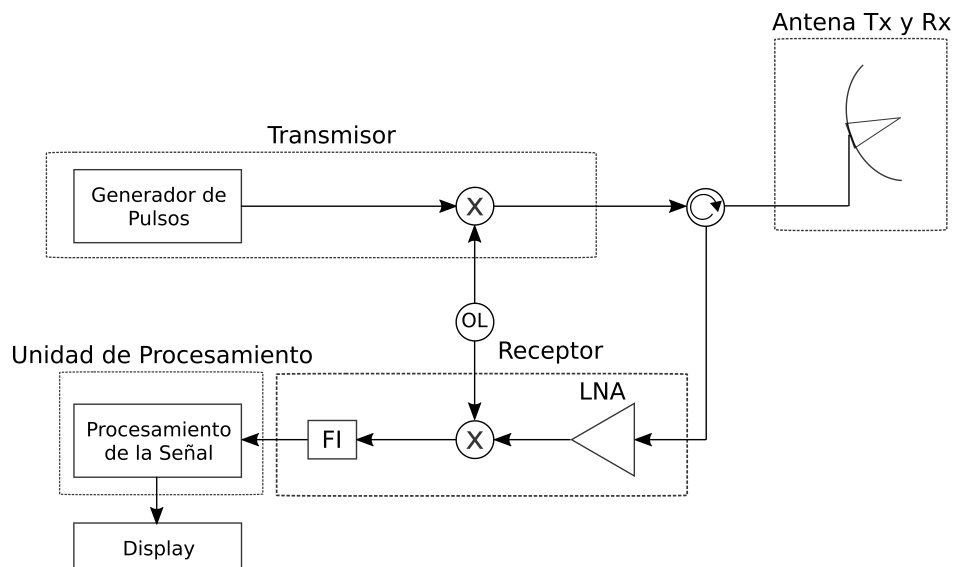 Antena Tx y Rx
Transmisor
Generador de
Pulsos
X
OL
Unidad de Procesamiento
Receptor
LNA
Procesamiento
de la Señal
FI
X
Display